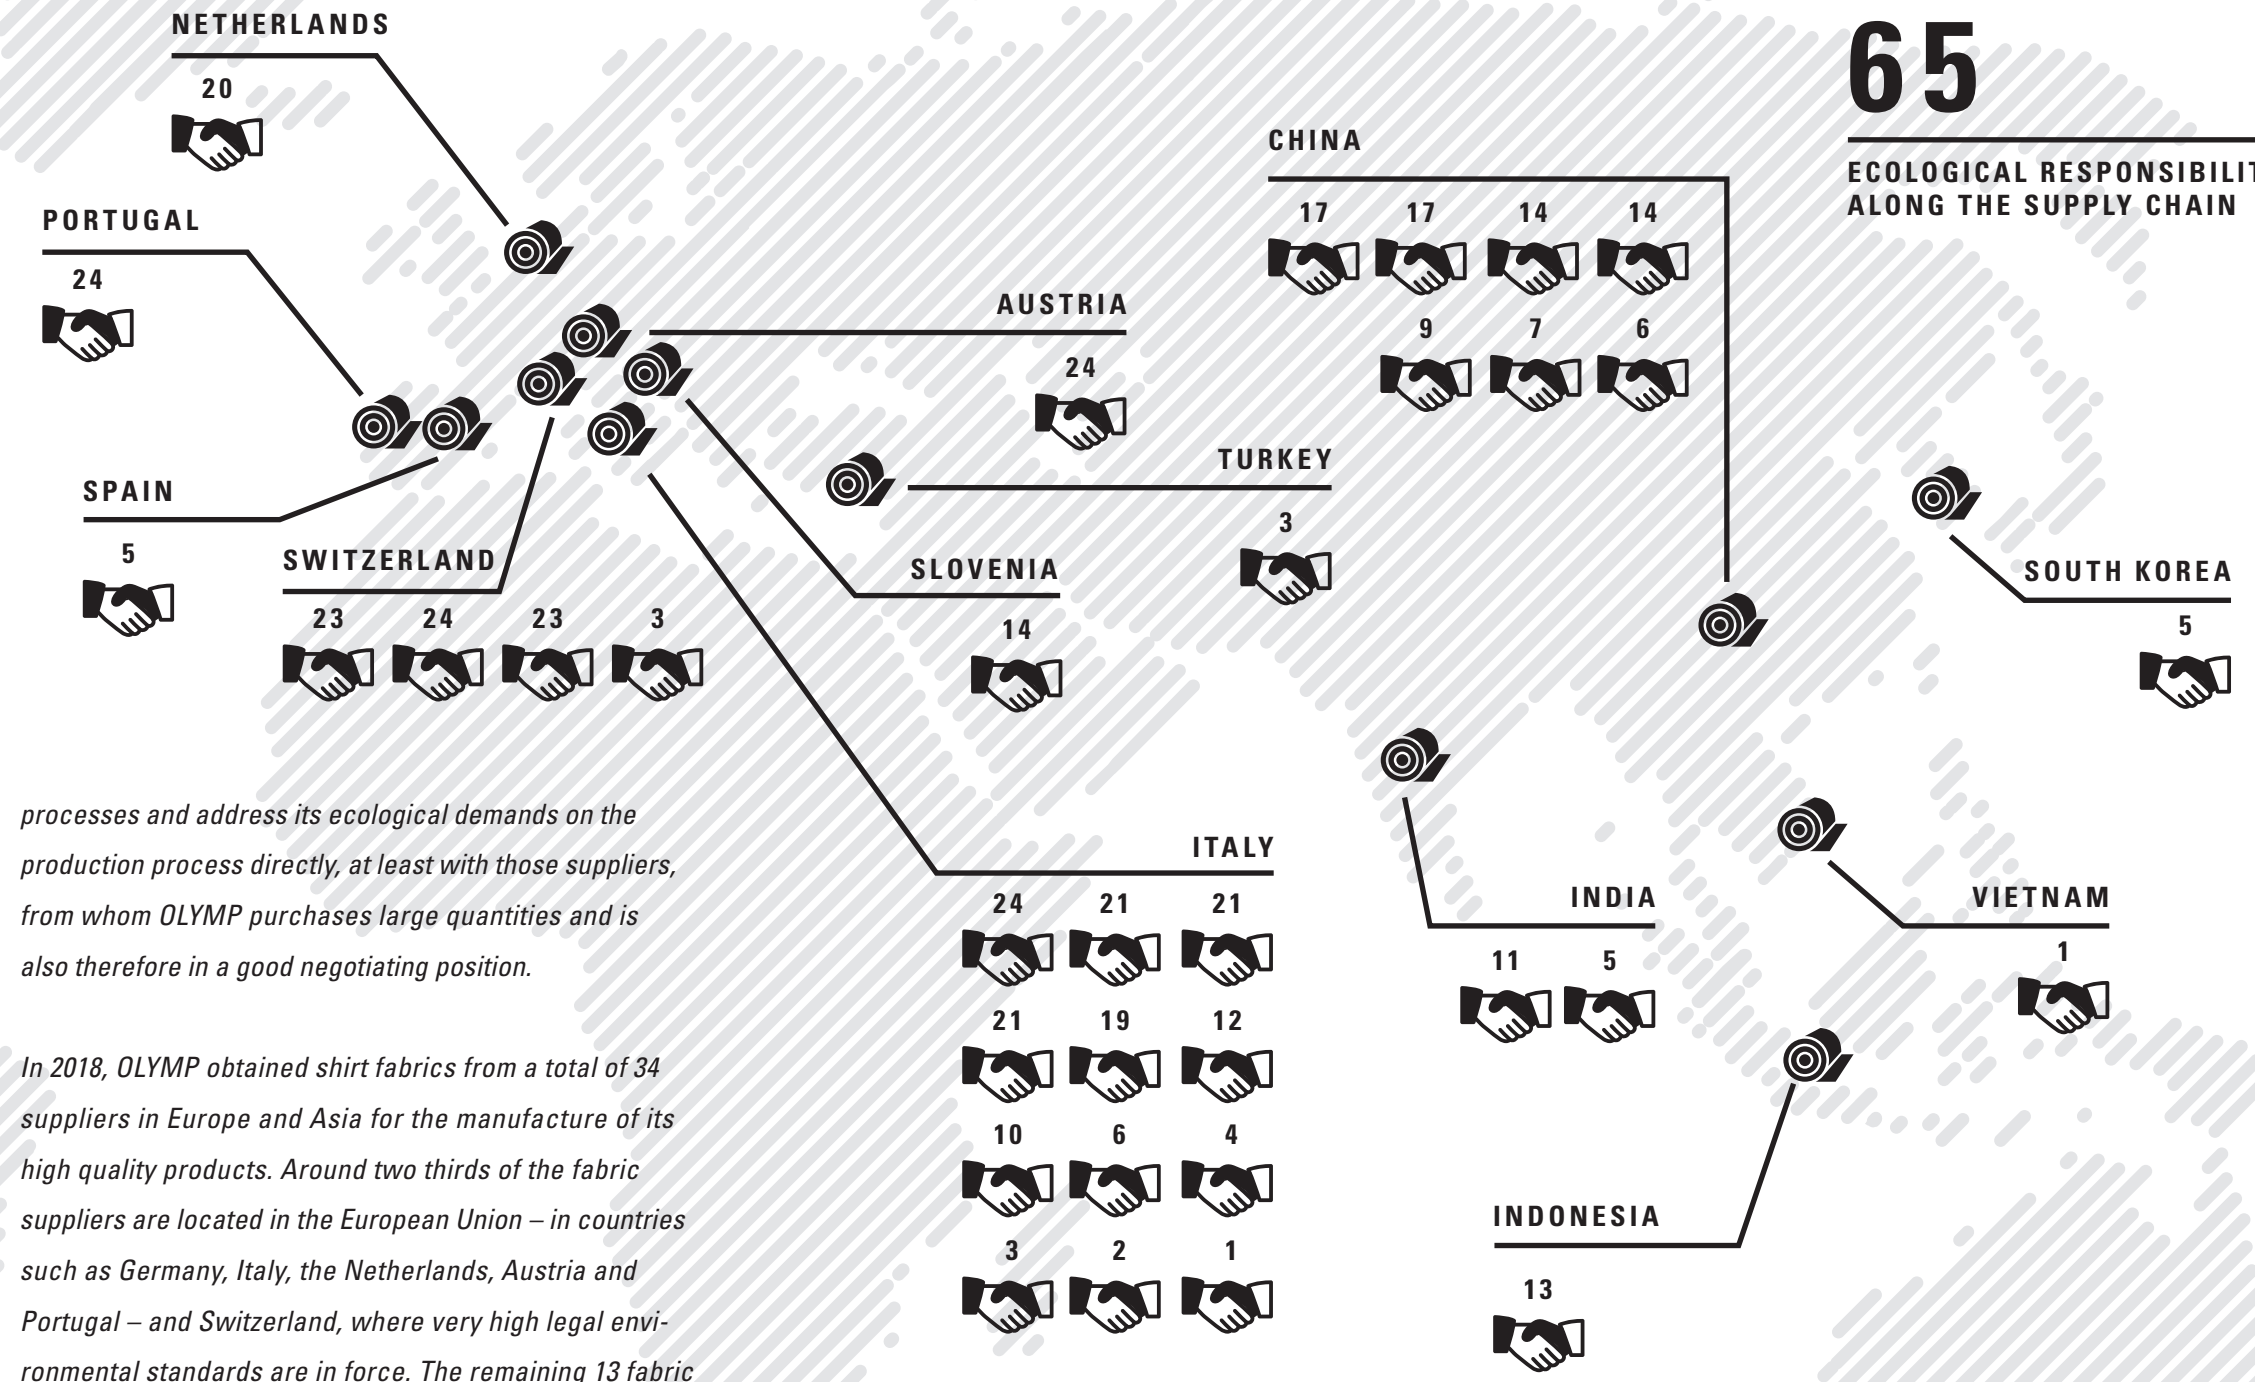 NETHERLANDS
20
65
ECOLOGICAL RESPONSIBILIT
ALONG THE SUPPLY CHAIN
CHINA
17 17 14 14
9 7 6
PORTUGAL
24
AUSTRIA
24
TURKEY
3
SPAIN
5
SWITZERLAND
23 24 23 3
SLOVENIA
14
SOUTH KOREA
5
processes and address its ecological demands on the
production process directly, at least with those suppliers,
from whom OLYMP purchases large quantities and is
also therefore in a good negotiating position.
In 2018, OLYMP obtained shirt fabrics from a total of 34
suppliers in Europe and Asia for the manufacture of its
high quality products. Around two thirds of the fabric
suppliers are located in the European Union – in countries
such as Germany, Italy, the Netherlands, Austria and
Portugal – and Switzerland, where very high legal envi-
ronmental standards are in force. The remaining 13 fabric
ITALY
24 21 21
21 19 12
10 6 4
3 2 1
INDIA
11 5
VIETNAM
1
INDONESIA
13